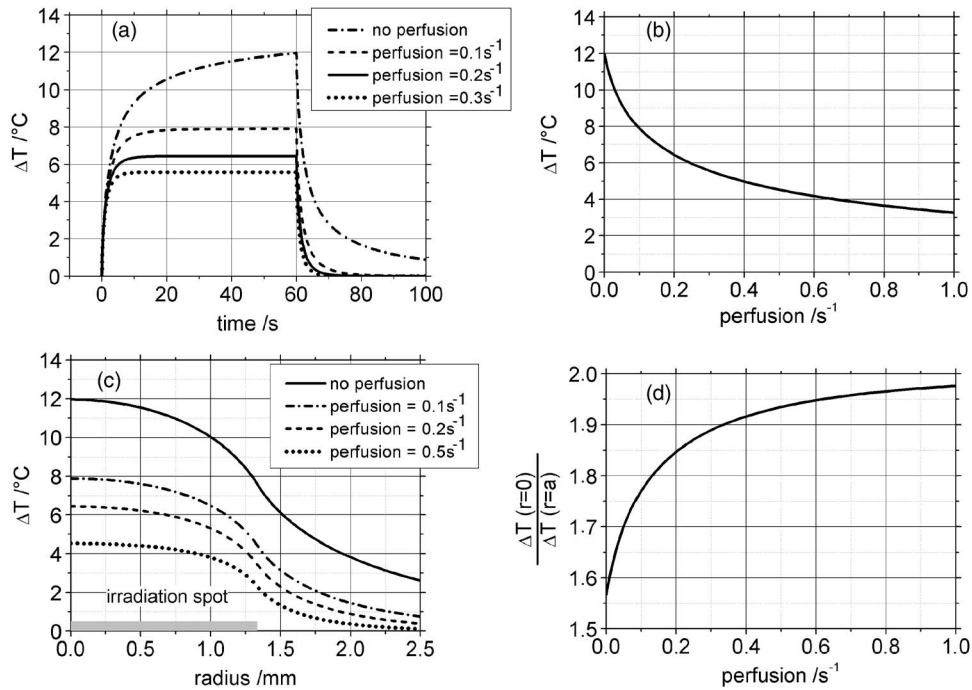 (a)
no perfusion
perfusion =0.1s⁻¹
perfusion =0.2s⁻¹
perfusion =0.3s⁻¹
ΔT /°C
14
12
10
8
6
4
2
0
0 20 40 60 80 100
time /s
(b)
ΔT /°C
14
12
10
8
6
4
2
0
0.0 0.2 0.4 0.6 0.8 1.0
perfusion /s⁻¹
(c)
no perfusion
perfusion = 0.1s⁻¹
perfusion = 0.2s⁻¹
perfusion = 0.5s⁻¹
ΔT /°C
14
12
10
8
6
4
2
0
irradiation spot
0.0 0.5 1.0 1.5 2.0 2.5
radius /mm
(d)
ΔT (r=0)
ΔT (r=a)
2.0
1.9
1.8
1.7
1.6
1.5
0.0 0.2 0.4 0.6 0.8 1.0
perfusion /s⁻¹